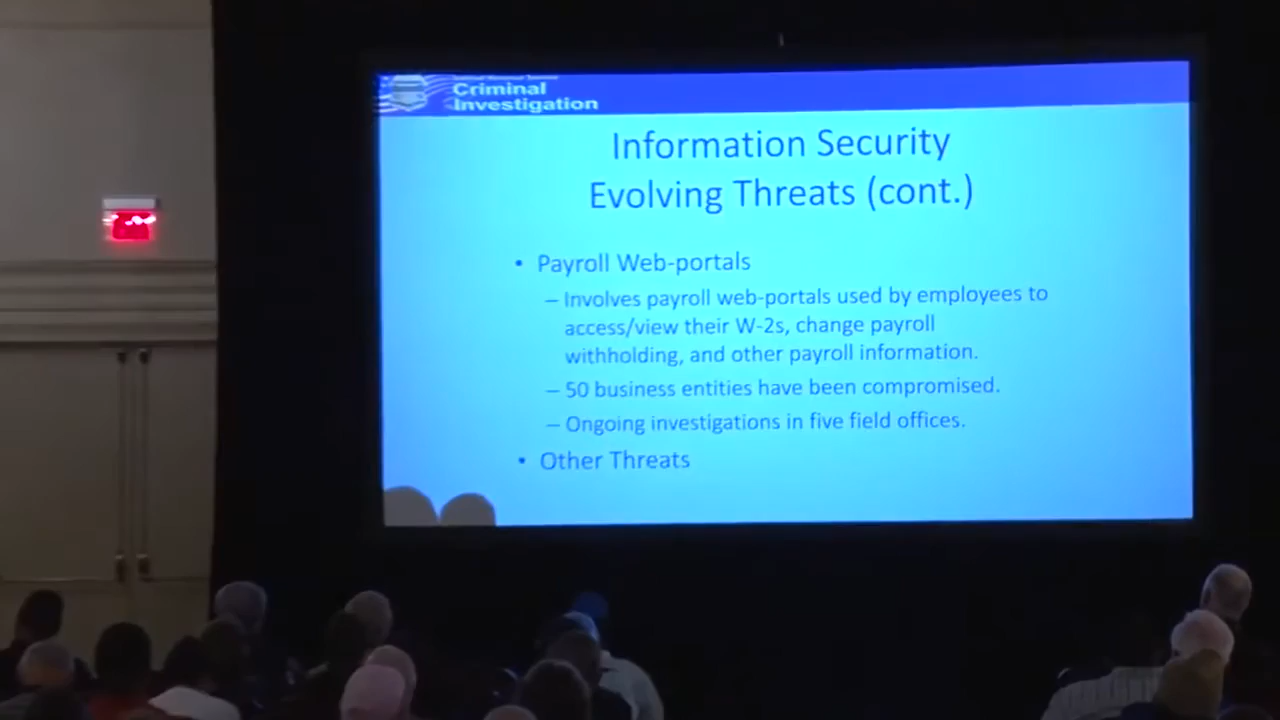 Criminal
Investigation
Information Security
Evolving Threats (cont.)
• Payroll Web-portals
– Involves payroll web-portals used by employees to
access/view their W-2s, change payroll
withholding, and other payroll information.
– 50 business entities have been compromised.
– Ongoing investigations in five field offices.
• Other Threats